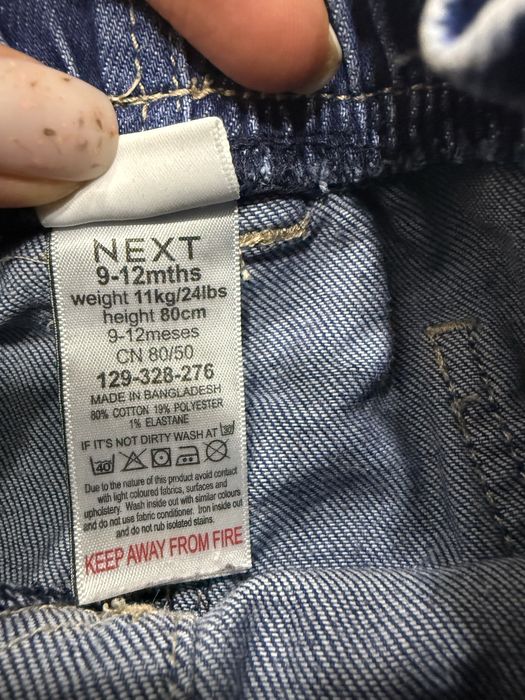 NEXT
9-12mths
weight 11kg/24lbs
height 80cm
9-12meses
CN 80/50
129-328-276
MADE IN BANGLADESH
80% COTTON 19% POLYESTER
1% ELASTANE
IF IT'S NOT DIRTY WASH AT 30
40
Due to the nature of this product avoid contact
with light coloured fabrics, surfaces and
upholstery. Wash inside out with similar colours
and do not use fabric conditioner. Iron inside out
and do not rub isolated stains.
KEEP AWAY FROM FIRE